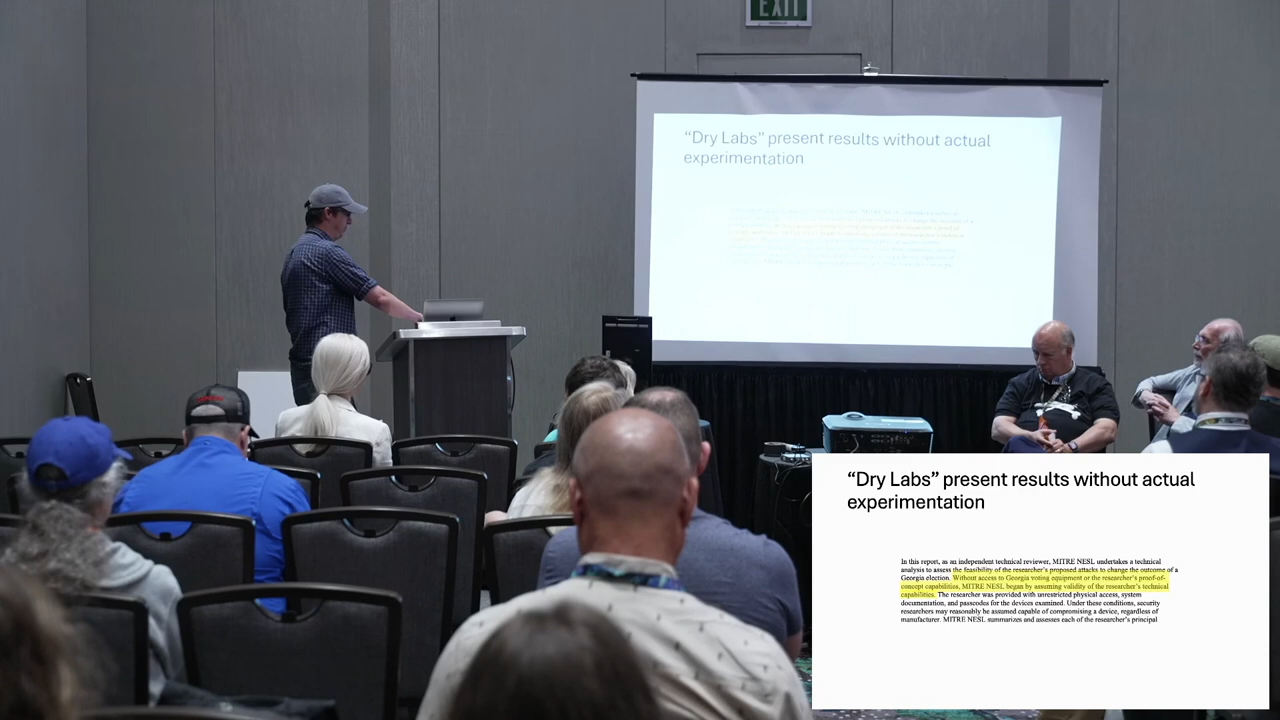 EXIT
“Dry Labs” present results without actual
experimentation
“Dry Labs” present results without actual
experimentation
In this report, as an independent technical reviewer, MITRE NESL undertakes a technical
analysis to assess the feasibility of the researcher's proposed attacks to change the outcome of a
Georgia election. Without access to Georgia voting equipment or the researcher's proof-of-
concept capabilities, MITRE NESL began by assuming validity of the researcher's technical
capabilities. The researcher was provided with unrestricted physical access, system
documentation, and passcodes for the devices examined. Under these conditions, security
researchers may reasonably be assumed capable of compromising a device, regardless of
manufacturer. MITRE NESL summarizes and assesses each of the researcher's principal